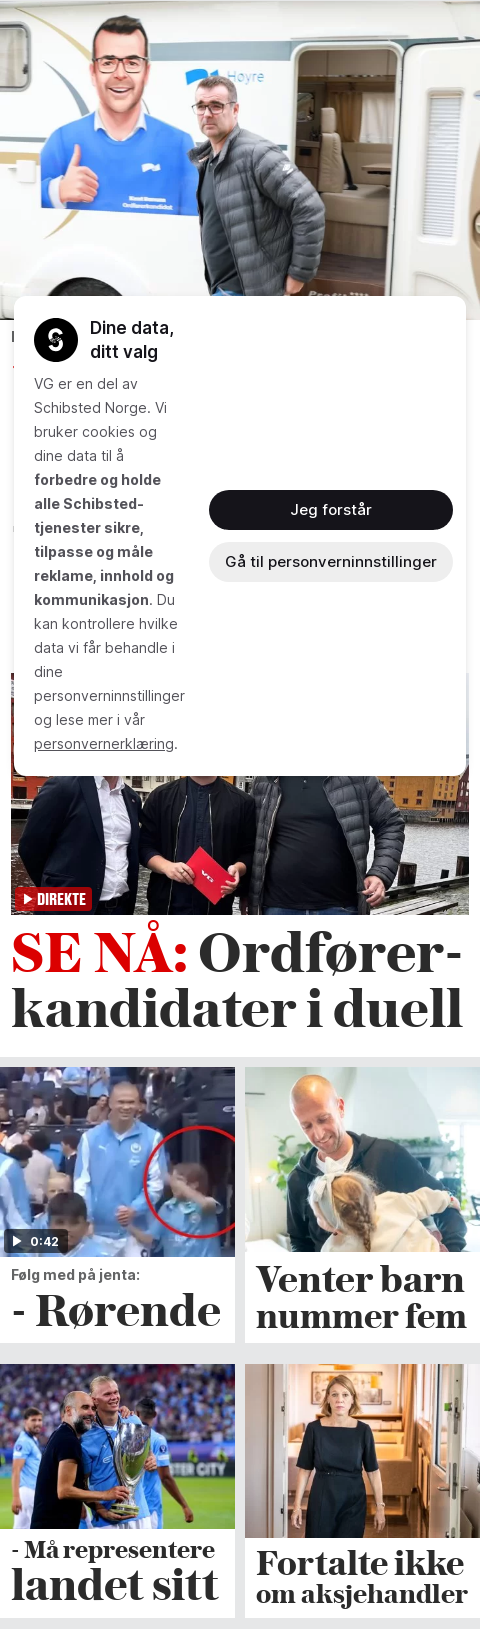 Høyre
Dine data,
ditt valg
VG er en del av
Schibsted Norge. Vi
bruker cookies og
dine data til å
forbedre og holde
alle Schibsted-
tjenester sikre,
tilpasse og måle
reklame, innhold og
kommunikasjon. Du
kan kontrollere hvilke
data vi får behandle i
dine
personverninnstillinger
og lese mer i vår
personvernerklæring.
Jeg forstår
Gå til personverninnstillinger
VG
DIREKTE
SE NÅ: Ordfører-
kandidater i duell
0:42
Følg med på jenta:
- Rørende
Venter barn
nummer fem
- Må representere
landet sitt
Fortalte ikke
om aksjehandler